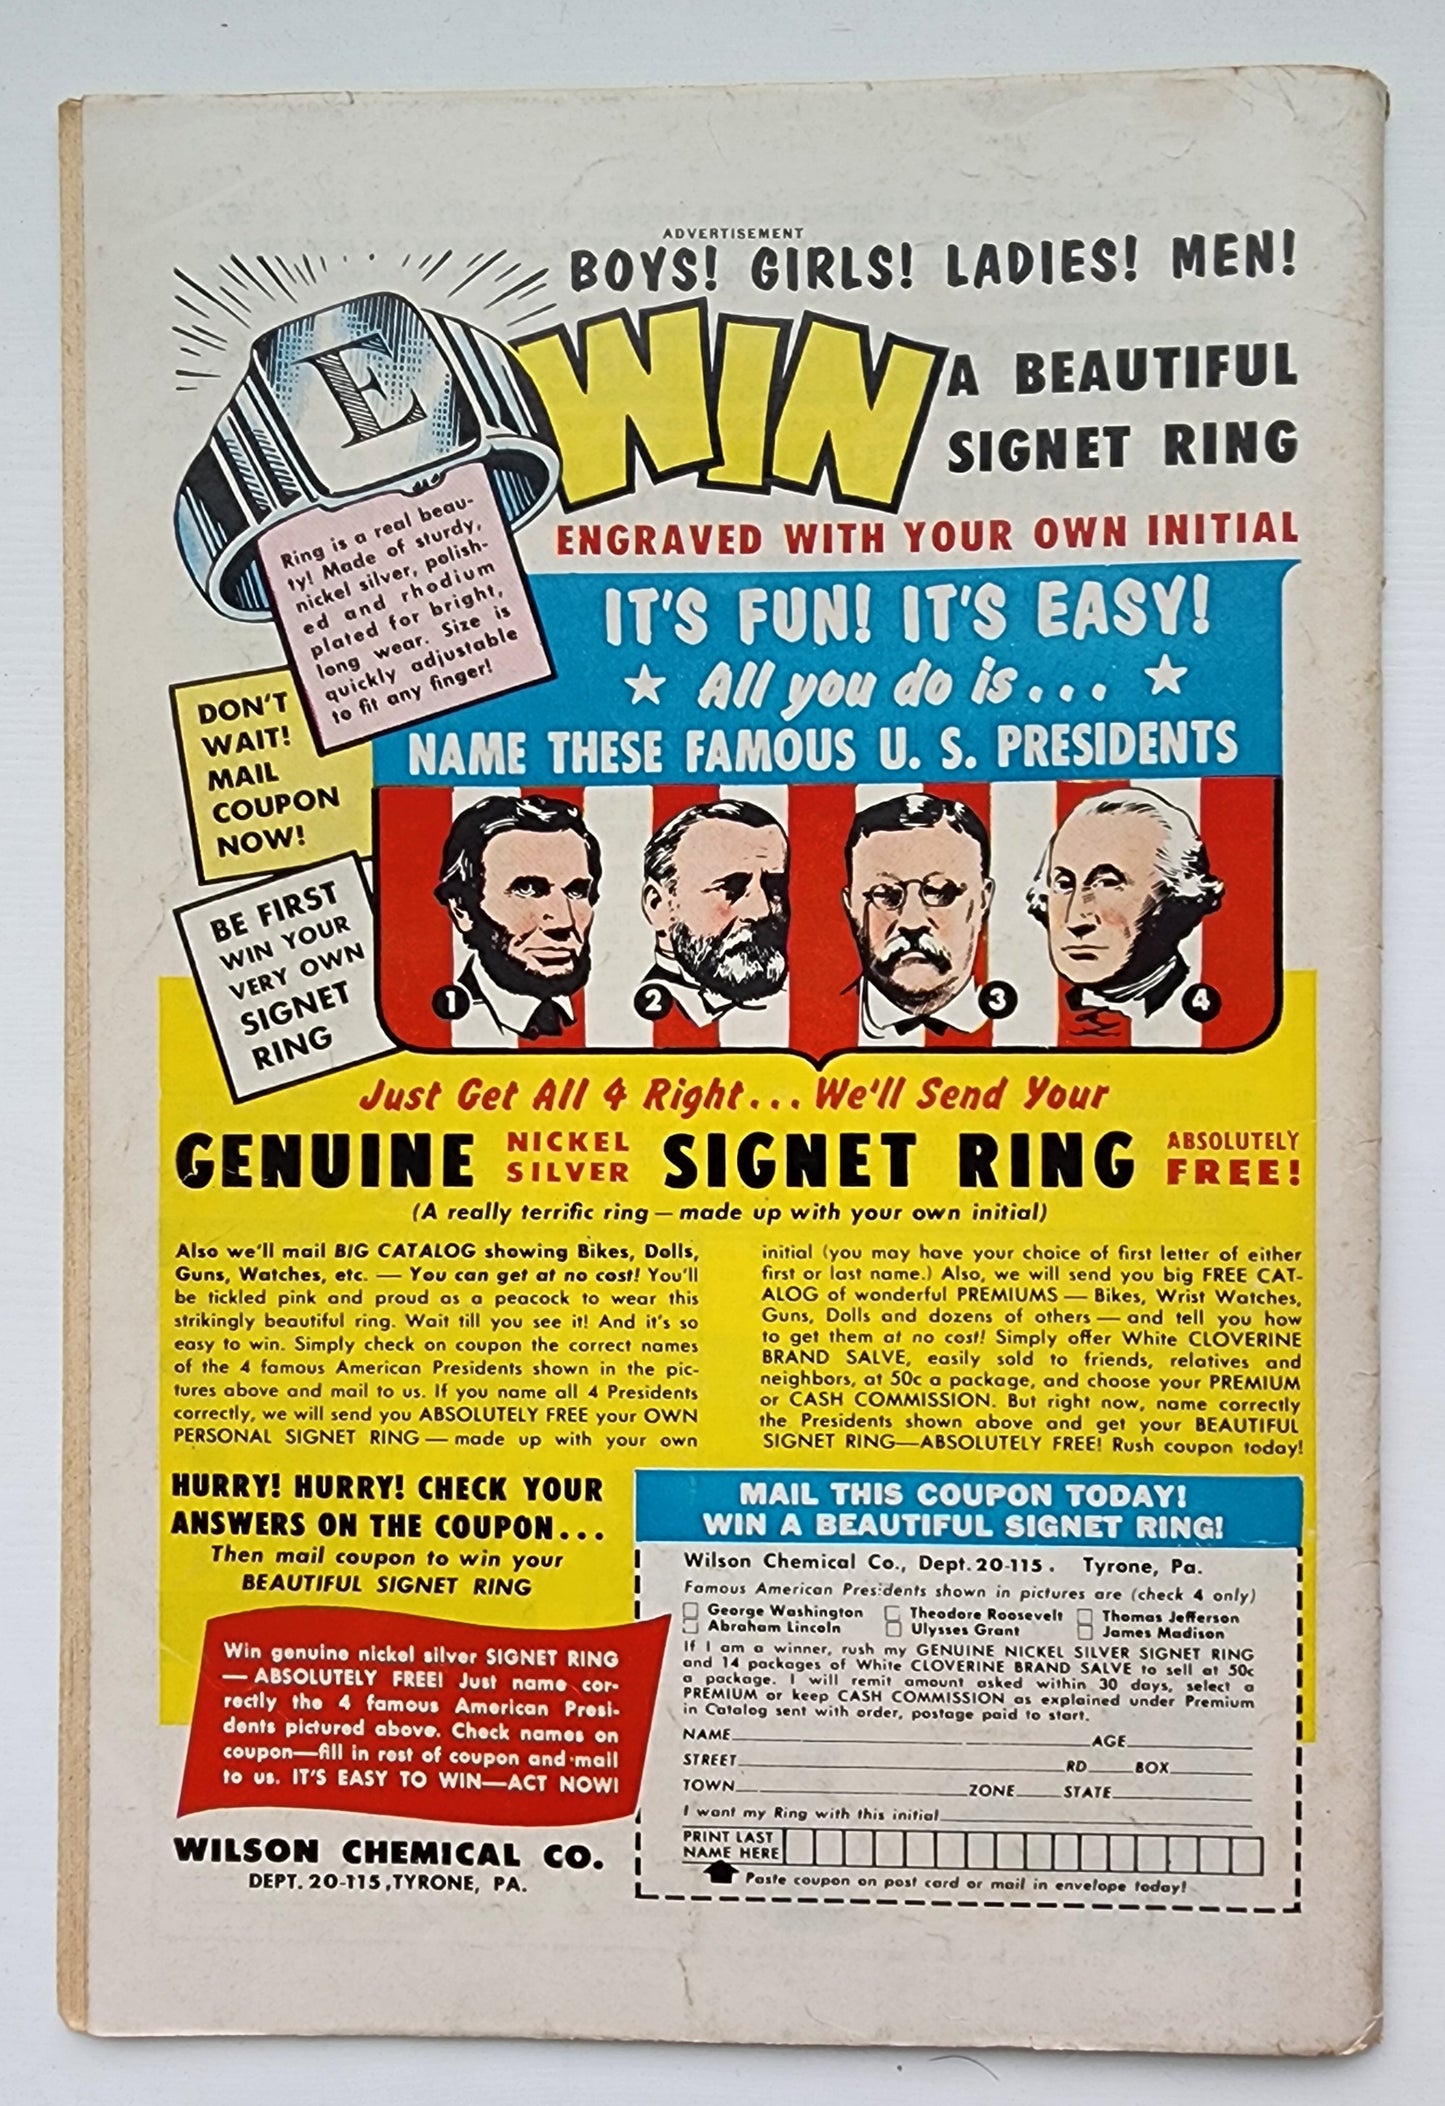 ADVERTISEMENT
BOYS! GIRLS! LADIES! MEN!
WIN
A BEAUTIFUL
SIGNET RING
ENGRAVED WITH YOUR OWN INITIAL
E
Ring is a real beau-
ty! Made of sturdy,
nickel silver, polish-
ed and rhodium
plated for bright,
long wear. Size is
quickly adjustable
to fit any finger!
DON'T
WAIT!
MAIL
COUPON
NOW!
BE FIRST
WIN YOUR
VERY OWN
SIGNET
RING
IT'S FUN! IT'S EASY!
★ All you do is... ★
NAME THESE FAMOUS U. S. PRESIDENTS
1 2 3 4
Just Get All 4 Right... We'll Send Your
GENUINE NICKEL SILVER SIGNET RING ABSOLUTELY FREE!
(A really terrific ring — made up with your own initial)
Also we'll mail BIG CATALOG showing Bikes, Dolls,
Guns, Watches, etc. — You can get at no cost! You'll
be tickled pink and proud as a peacock to wear this
strikingly beautiful ring. Wait till you see it! And it's so
easy to win. Simply check on coupon the correct names
of the 4 famous American Presidents shown in the pic-
tures above and mail to us. If you name all 4 Presidents
correctly, we will send you ABSOLUTELY FREE your OWN
PERSONAL SIGNET RING — made up with your own
initial (you may have your choice of first letter of either
first or last name.) Also, we will send you big FREE CAT-
ALOG of wonderful PREMIUMS — Bikes, Wrist Watches,
Guns, Dolls and dozens of others — and tell you how
to get them at no cost! Simply offer White CLOVERINE
BRAND SALVE, easily sold to friends, relatives and
neighbors, at 50c a package, and choose your PREMIUM
or CASH COMMISSION. But right now, name correctly
the Presidents shown above and get your BEAUTIFUL
SIGNET RING—ABSOLUTELY FREE! Rush coupon today!
HURRY! HURRY! CHECK YOUR
ANSWERS ON THE COUPON...
Then mail coupon to win your
BEAUTIFUL SIGNET RING
Win genuine nickel silver SIGNET RING
— ABSOLUTELY FREE! Just name cor-
rectly the 4 famous American Presi-
dents pictured above. Check names on
coupon—fill in rest of coupon and mail
to us. IT'S EASY TO WIN—ACT NOW!
WILSON CHEMICAL CO.
DEPT. 20-115, TYRONE, PA.
MAIL THIS COUPON TODAY!
WIN A BEAUTIFUL SIGNET RING!
Wilson Chemical Co., Dept. 20-115. Tyrone, Pa.
Famous American Presidents shown in pictures are (check 4 only)
George Washington Theodore Roosevelt Thomas Jefferson
Abraham Lincoln Ulysses Grant James Madison
If I am a winner, rush my GENUINE NICKEL SILVER SIGNET RING
and 14 packages of White CLOVERINE BRAND SALVE to sell at 50c
a package. I will remit amount asked within 30 days, select a
PREMIUM or keep CASH COMMISSION as explained under Premium
in Catalog sent with order, postage paid to start.
NAME AGE
STREET RD BOX
TOWN ZONE STATE
I want my Ring with this initial
PRINT LAST
NAME HERE
Paste coupon on post card or mail in envelope today!